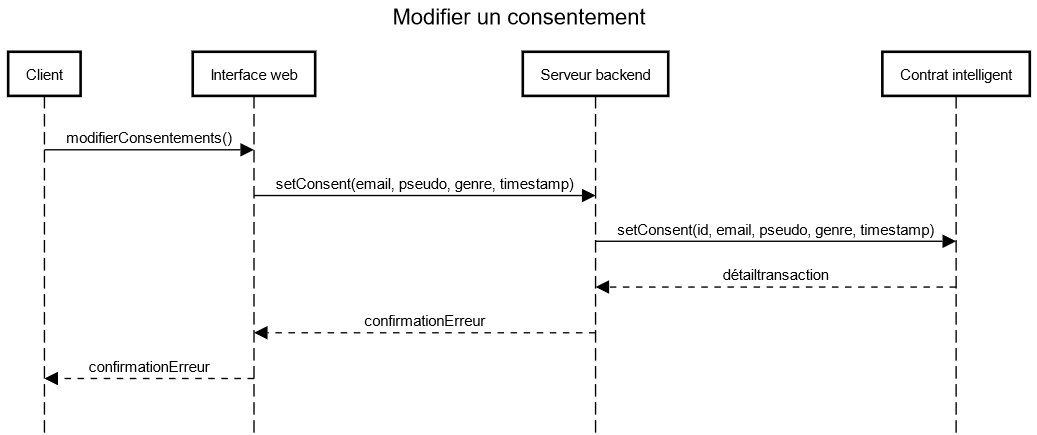 Modifier un consentement
Client
Interface web
Serveur backend
Contrat intelligent
modifierConsentements()
setConsent(email, pseudo, genre, timestamp)
setConsent(id, email, pseudo, genre, timestamp)
détailtransaction
confirmationErreur
confirmationErreur